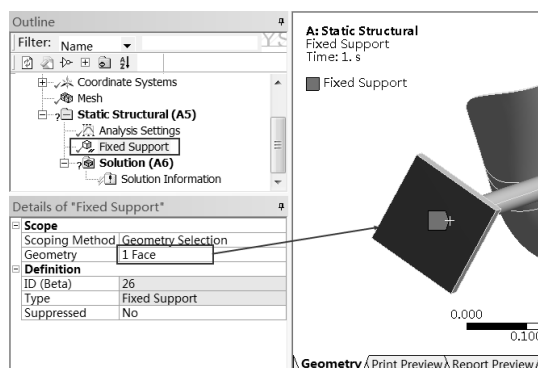 Outline
Filter: Name
Coordinate Systems
Mesh
Static Structural (A5)
Analysis Settings
Fixed Support
Solution (A6)
Solution Information
Details of "Fixed Support"
Scope
Scoping Method Geometry Selection
Geometry 1 Face
Definition
ID (Beta) 26
Type Fixed Support
Suppressed No
A: Static Structural
Fixed Support
Time: 1. s
Fixed Support
0.000
0.100
Geometry Print Preview Report Preview